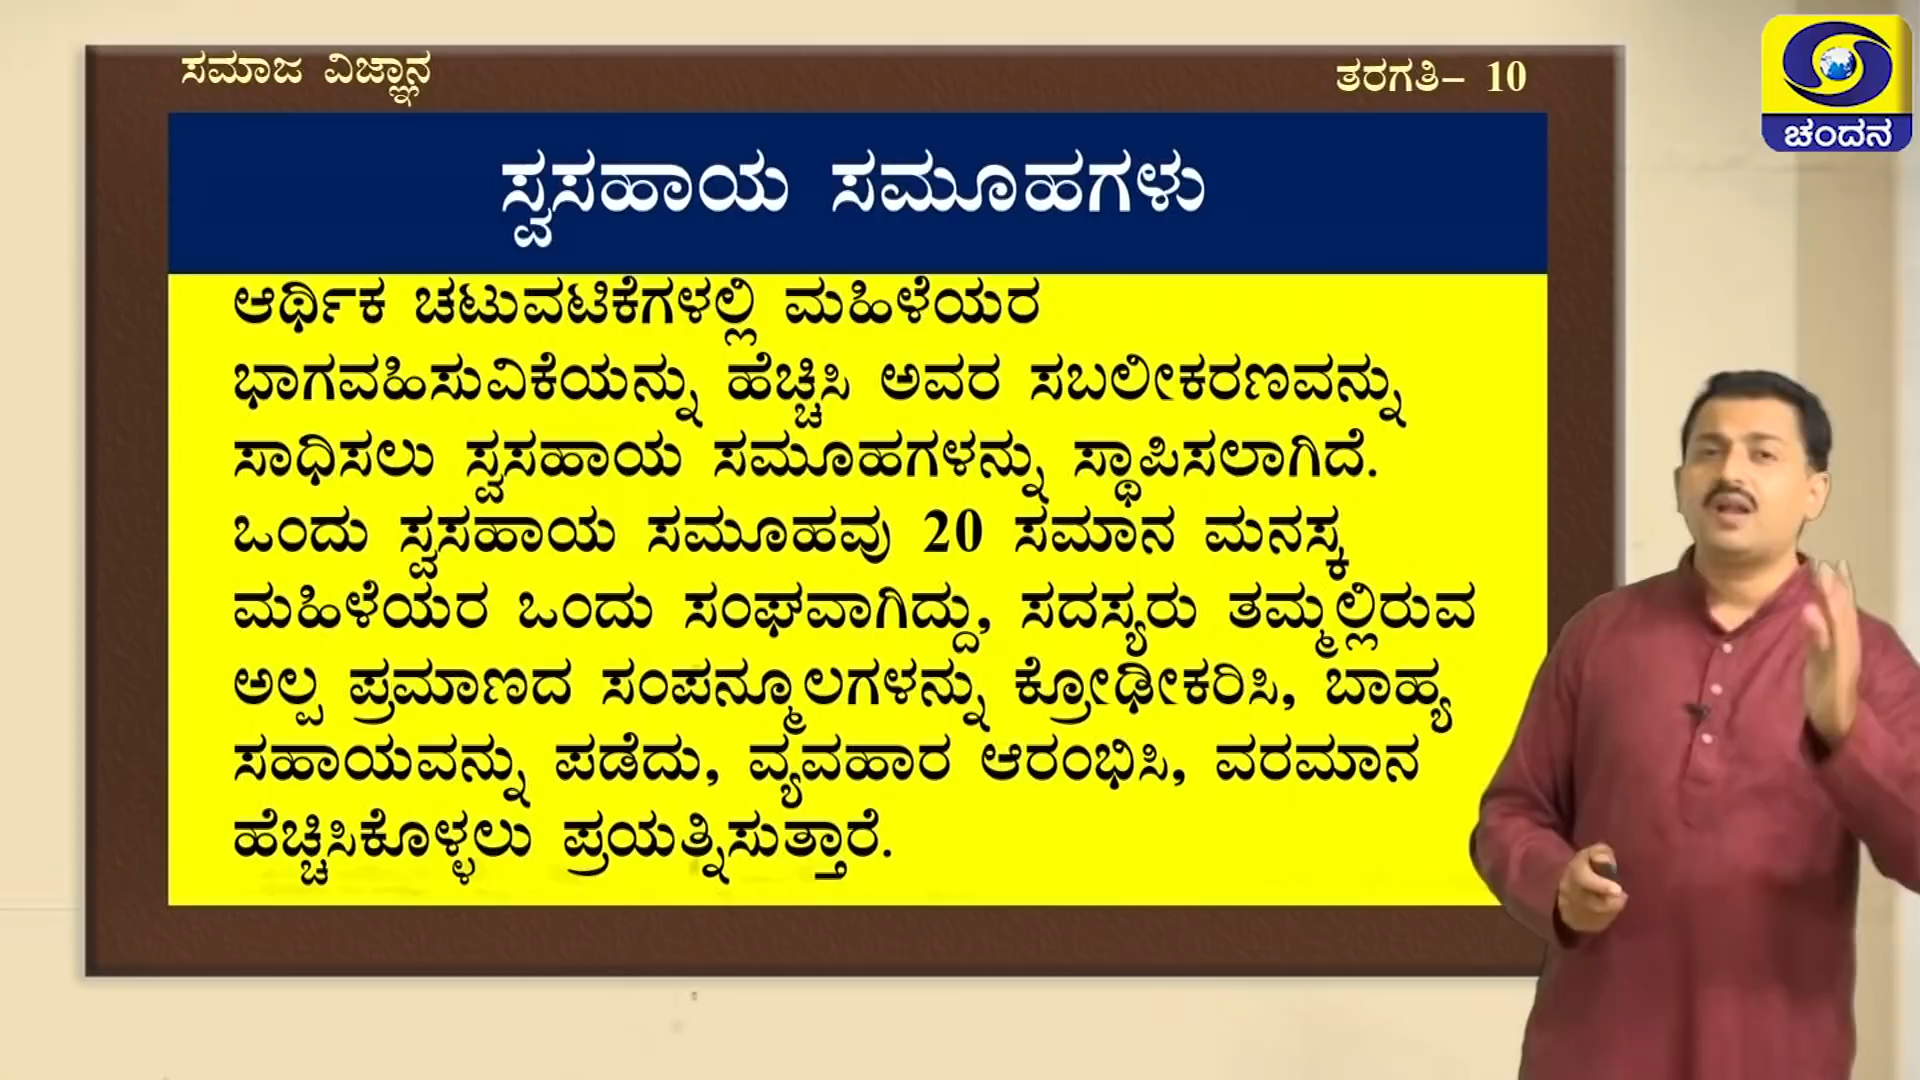 ಸಮಾಜ ವಿಜ್ಞಾನ
ತರಗತಿ– 10
ಚಂದನ
ಸ್ವಸಹಾಯ ಸಮೂಹಗಳು
ಆರ್ಥಿಕ ಚಟುವಟಿಕೆಗಳಲ್ಲಿ ಮಹಿಳೆಯರ
ಭಾಗವಹಿಸುವಿಕೆಯನ್ನು ಹೆಚ್ಚಿಸಿ ಅವರ ಸಬಲೀಕರಣವನ್ನು
ಸಾಧಿಸಲು ಸ್ವಸಹಾಯ ಸಮೂಹಗಳನ್ನು ಸ್ಥಾಪಿಸಲಾಗಿದೆ.
ಒಂದು ಸ್ವಸಹಾಯ ಸಮೂಹವು 20 ಸಮಾನ ಮನಸ್ಕ
ಮಹಿಳೆಯರ ಒಂದು ಸಂಘವಾಗಿದ್ದು, ಸದಸ್ಯರು ತಮ್ಮಲ್ಲಿರುವ
ಅಲ್ಪ ಪ್ರಮಾಣದ ಸಂಪನ್ಮೂಲಗಳನ್ನು ಕ್ರೋಢೀಕರಿಸಿ, ಬಾಹ್ಯ
ಸಹಾಯವನ್ನು ಪಡೆದು, ವ್ಯವಹಾರ ಆರಂಭಿಸಿ, ವರಮಾನ
ಹೆಚ್ಚಿಸಿಕೊಳ್ಳಲು ಪ್ರಯತ್ನಿಸುತ್ತಾರೆ.